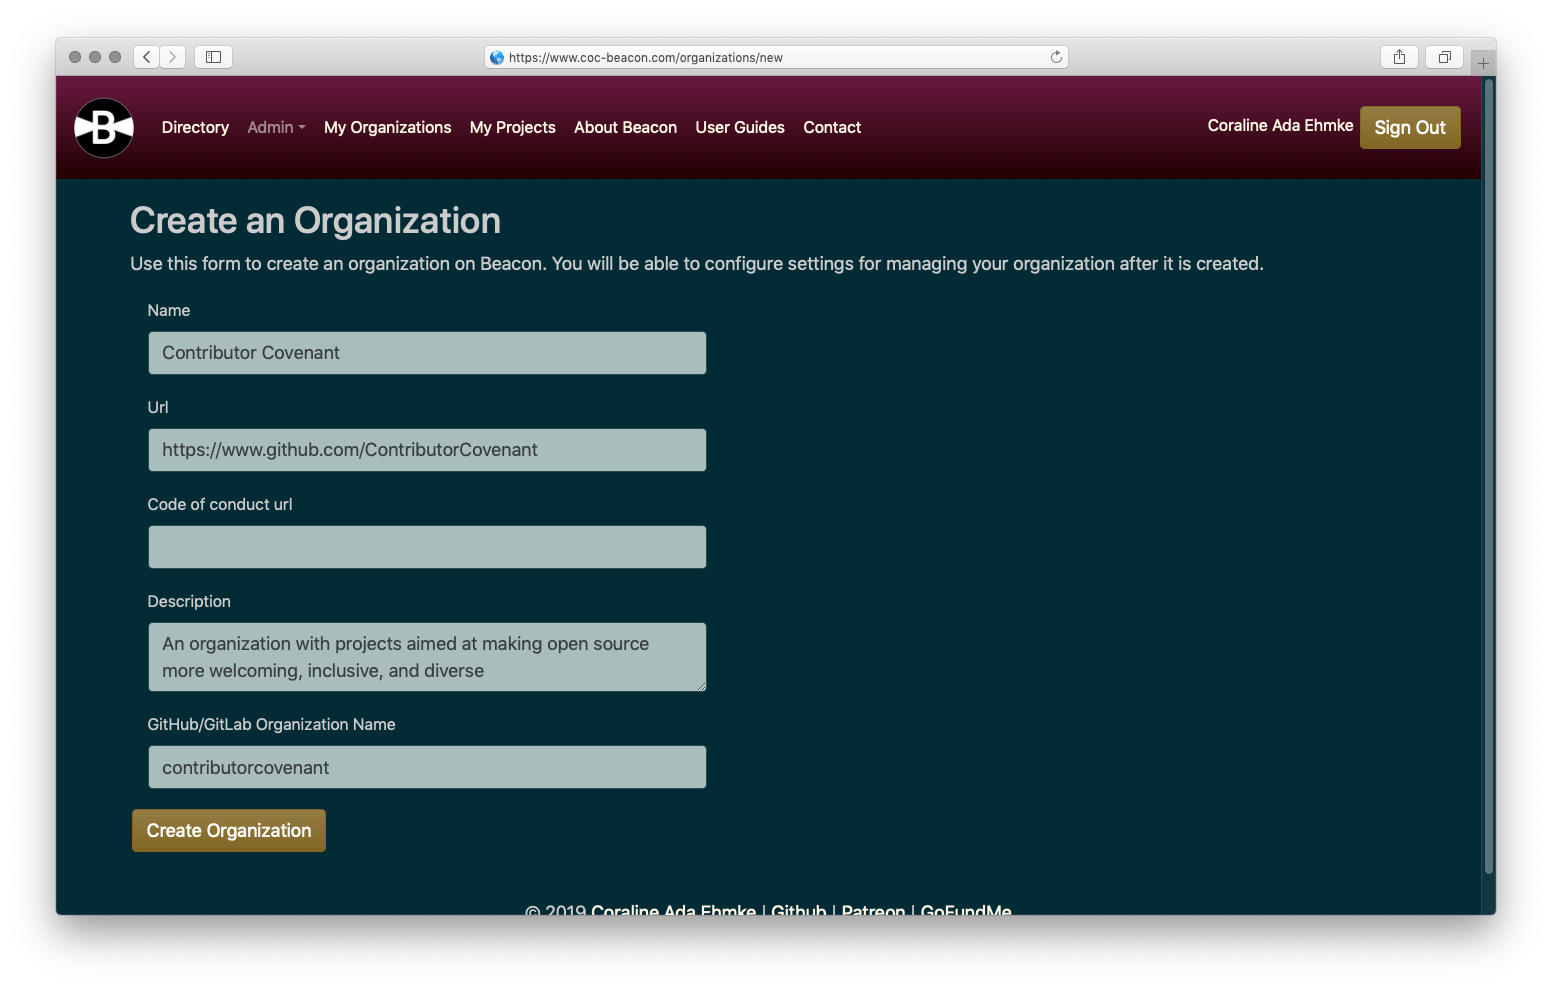 https://www.coc-beacon.com/organizations/new
B
Directory Admin My Organizations My Projects About Beacon User Guides Contact Coraline Ada Ehmke Sign Out
Create an Organization
Use this form to create an organization on Beacon. You will be able to configure settings for managing your organization after it is created.
Name
Contributor Covenant
Url
https://www.github.com/ContributorCovenant
Code of conduct url
Description
An organization with projects aimed at making open source
more welcoming, inclusive, and diverse
GitHub/GitLab Organization Name
contributorcovenant
Create Organization
© 2019 Coraline Ada Ehmke | Github | Patreon | GoFundMe